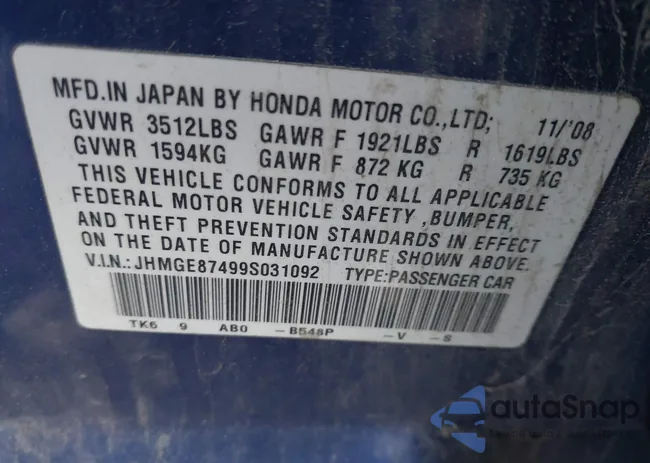 MFD.IN JAPAN BY HONDA MOTOR CO.,LTD; 11/'08
GVWR 3512LBS GAWR F 1921LBS R 1619LBS
GVWR 1594KG GAWR F 872 KG R 735 KG
THIS VEHICLE CONFORMS TO ALL APPLICABLE
FEDERAL MOTOR VEHICLE SAFETY ,BUMPER,
AND THEFT PREVENTION STANDARDS IN EFFECT
ON THE DATE OF MANUFACTURE SHOWN ABOVE.
V.I.N.: JHMGE87499S031092 TYPE:PASSENGER CAR
TK6 9 AB0 -B548P -V -S
autaSnap